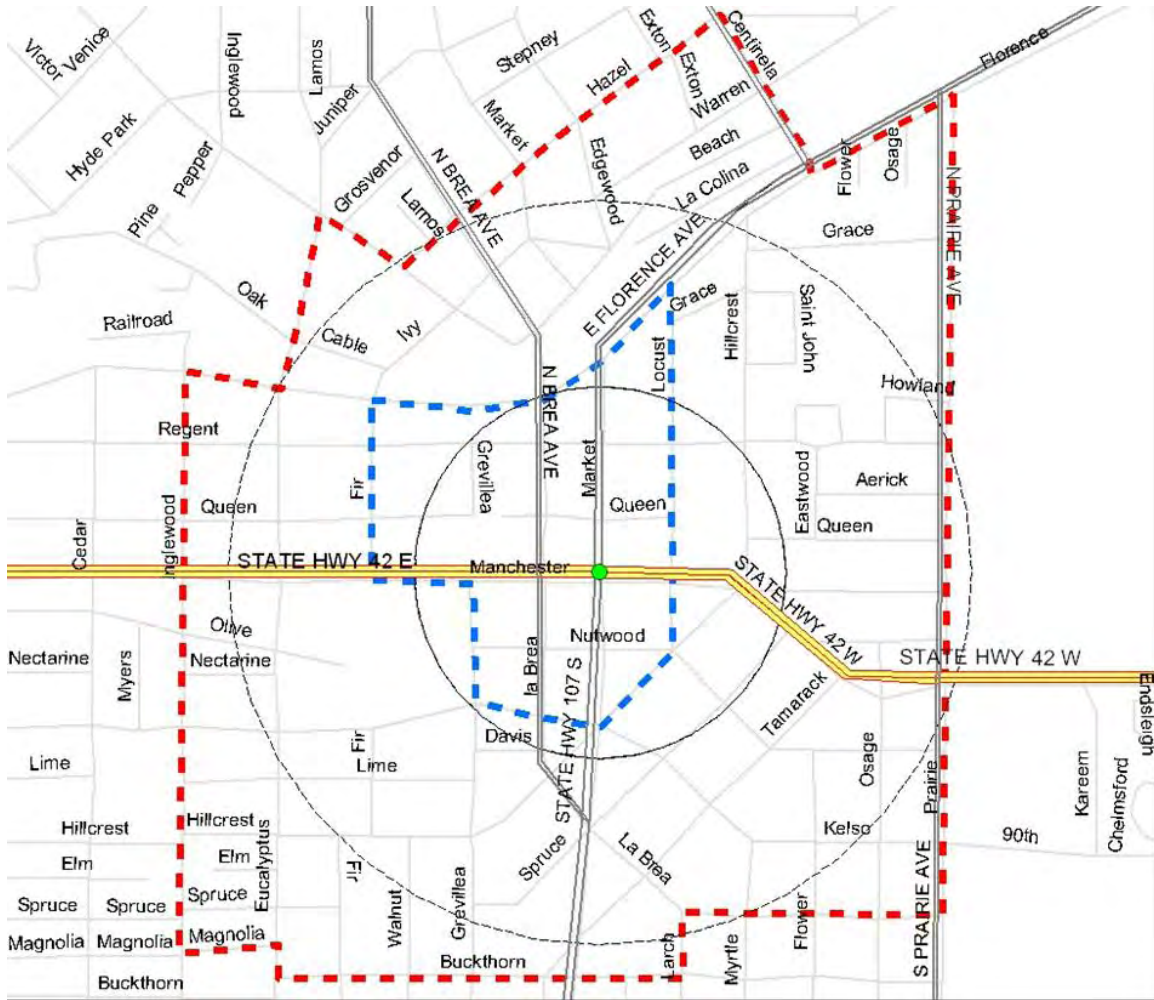 Victor
Venice
Inglewood
Lamos
Stepney
Exton
Exton
Centinela
Florence
Hazel
Warren
Juniper
Market
Hyde Park
Pepper
Beach
Edgewood
Flower
Osage
Grosvenor
N BREA AVE
La Colina
Pine
Lamos
E FLORENCE AVE
Grace
N PRAIRIE AVE
Oak
Grace
Saint John
Railroad
Cable
Ivy
Hillcrest
Locust
Howland
N BREA AVE
Regent
Grevillea
Market
Fir
Aerick
Eastwood
Inglewood
Queen
Queen
Queen
Cedar
STATE HWY 42 E
Manchester
STATE HWY 42 W
Olive
Nutwood
Nectarine
Nectarine
Myers
la Brea
STATE HWY 107 S
STATE HWY 42 W
Tamarack
Endsleigh
Davis
Fir
Lime
Lime
Osage
Prairie
Kareem
Chelmsford
Hillcrest
Hillcrest
Kelso
90th
Elm
Elm
Eucalyptus
Fir
Spruce
La Brea
Spruce
Spruce
Spruce
Walnut
Grevillea
Flower
Magnolia
Magnolia
Magnolia
Larch
Myrtle
S PRAIRIE AVE
Buckthorn
Buckthorn